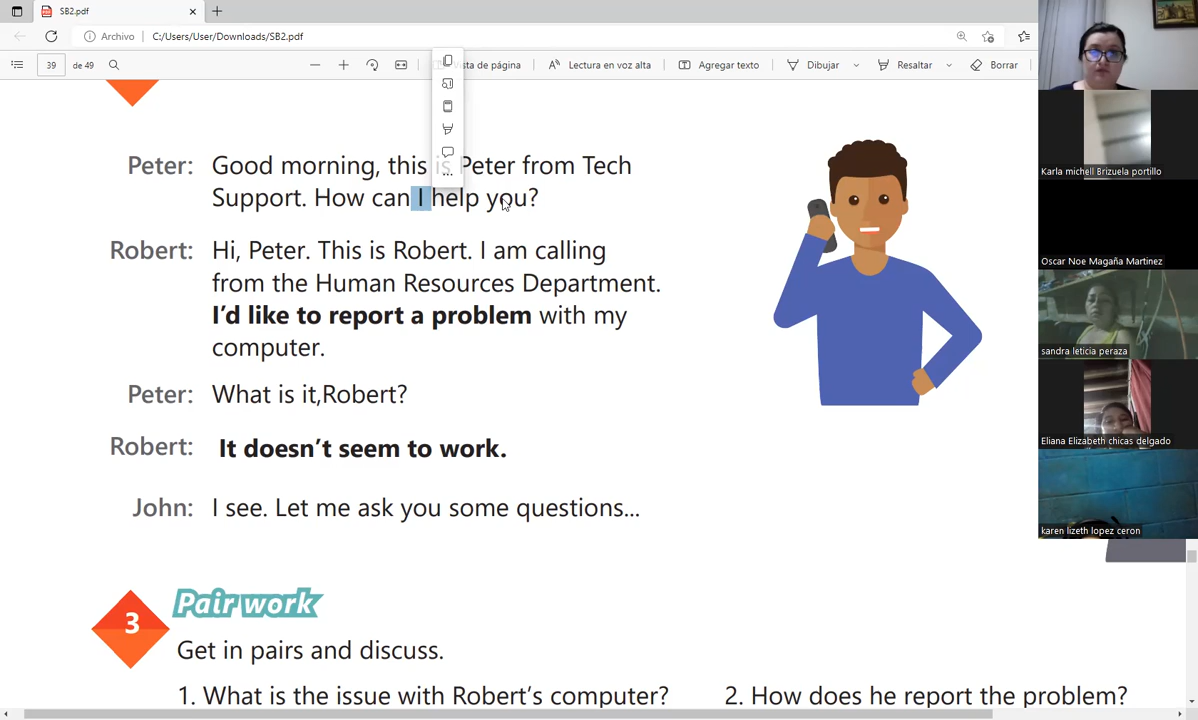 SB2.pdf
Archivo C:/Users/User/Downloads/SB2.pdf
39 de 49 Vista de página Lectura en voz alta Agregar texto Dibujar Resaltar Borrar
Peter: Good morning, this is Peter from Tech
Support. How can I help you?
Robert: Hi, Peter. This is Robert. I am calling
from the Human Resources Department.
I'd like to report a problem with my
computer.
Peter: What is it,Robert?
Robert: It doesn't seem to work.
John: I see. Let me ask you some questions...
3 Pair work
Get in pairs and discuss.
1. What is the issue with Robert's computer? 2. How does he report the problem?
Karla michell Brizuela portillo
Oscar Noe Magaña Martinez
sandra leticia peraza
Eliana Elizabeth chicas delgado
karen lizeth lopez ceron